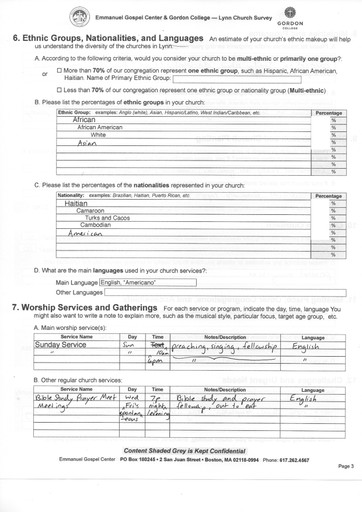 Emmanuel Gospel Center & Gordon College — Lynn Church Survey
GORDON
COLLEGE
6. Ethnic Groups, Nationalities, and Languages An estimate of your church's ethnic makeup will help
us understand the diversity of the churches in Lynn
A. According to the following criteria, would you consider your church to be multi-ethnic or primarily one group?:
☐ More than 70% of our congregation represent one ethnic group, such as Hispanic, African American,
or Haitian: Name of Primary Ethnic Group:
☐ Less than 70% of our congregation represent one ethnic group or nationality group (Multi-ethnic)
B. Please list the percentages of ethnic groups in your church:
Ethnic Group: examples: Anglo (white), Asian, Hispanic/Latino, West Indian/Caribbean, etc. Percentage
African %
African American %
White %
Asian %
%
%
%
C. Please list the percentages of the nationalities represented in your church:
Nationality: examples: Brazilian, Haitian, Puerto Rican, etc. Percentage
Haitian %
Camaroon %
Turks and Cacos %
Cambodian %
American %
%
%
D. What are the main languages used in your church services?:
Main Language English, "Americano"
Other Languages
7. Worship Services and Gatherings For each service or program, indicate the day, time, language You
might also want to write a note to explain more, such as the musical style, particular focus, target age group, etc.
A. Main worship service(s):
Service Name Day Time Notes/Description Language
Sunday Service Sun 10am preaching, singing, fellowship English
" " 6pm " "
B. Other regular church services:
Service Name Day Time Notes/Description Language
Bible Study Prayer Meet Wed 7p Bible study and prayer English
Meetings Fri's nights fellowship, out to eat "
Content Shaded Grey is Kept Confidential
Emmanuel Gospel Center PO Box 180245 • 2 San Juan Street • Boston, MA 02118-0994 Phone: 617.262.4567
Page 3